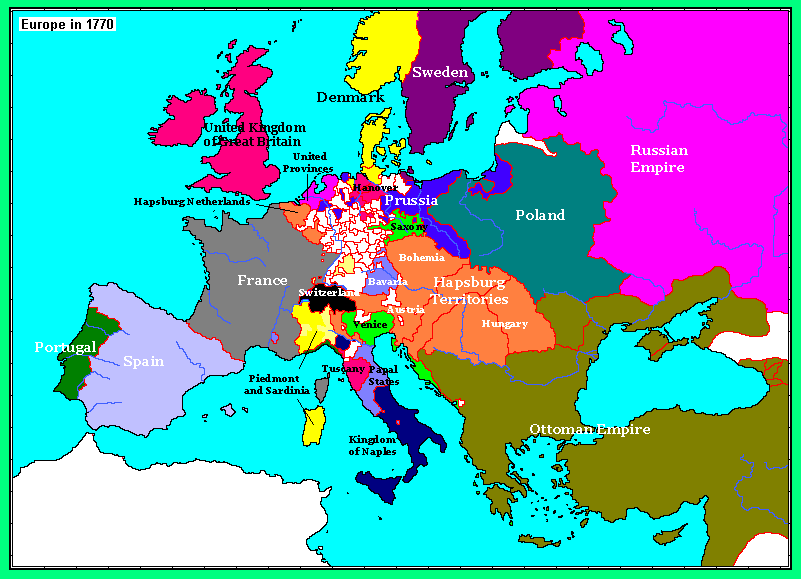 Europe in 1770
Sweden
Denmark
United Kingdom
of Great Britain
Russian
Empire
United
Provinces
Hanover
Hapsburg Netherlands
Prussia
Poland
Saxony
Bohemia
France
Bavaria
Hapsburg
Territories
Switzerland
Austria
Hungary
Venice
Portugal
Spain
Tuscany
Papal
States
Piedmont
and Sardinia
Ottoman Empire
Kingdom
of Naples